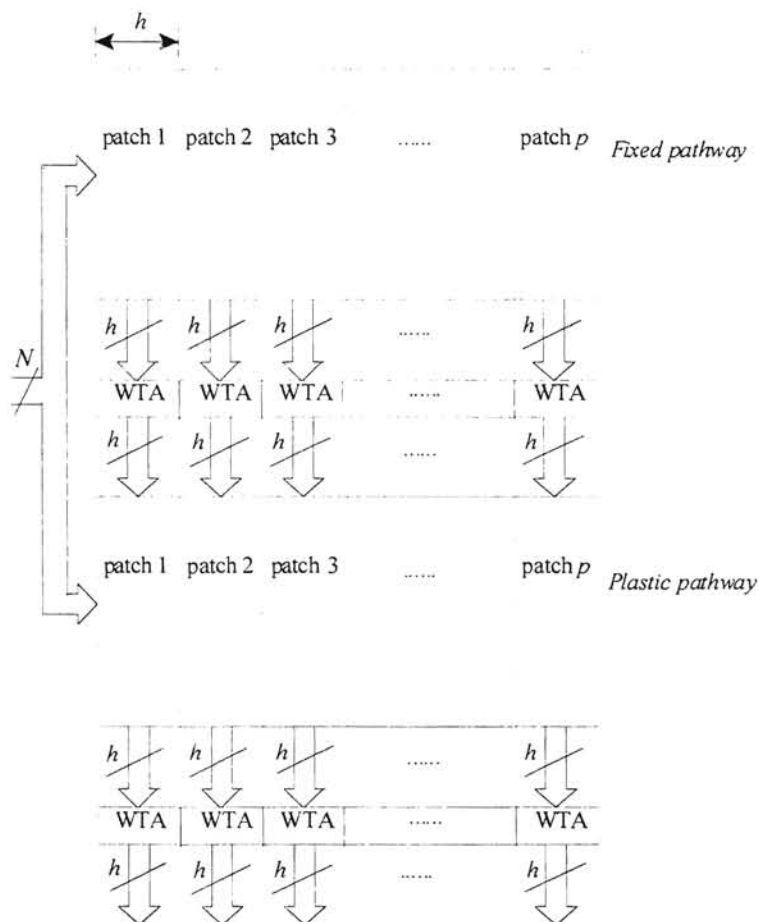 h
patch 1 patch 2 patch 3 ...... patch p Fixed pathway
h h h ...... h
N
WTA WTA WTA ...... WTA
h h h ...... h
patch 1 patch 2 patch 3 ...... patch p Plastic pathway
h h h ...... h
WTA WTA WTA ...... WTA
h h h ...... h